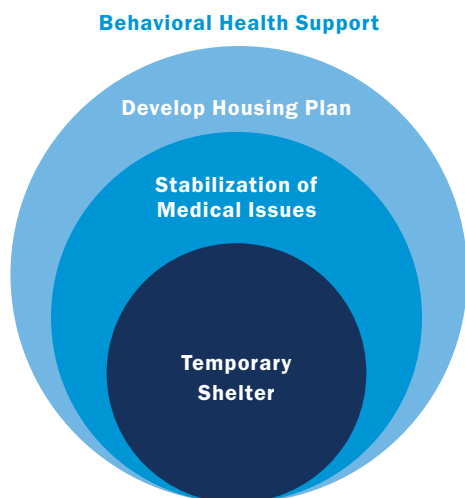 Behavioral Health Support
Develop Housing Plan
Stabilization of
Medical Issues
Temporary
Shelter